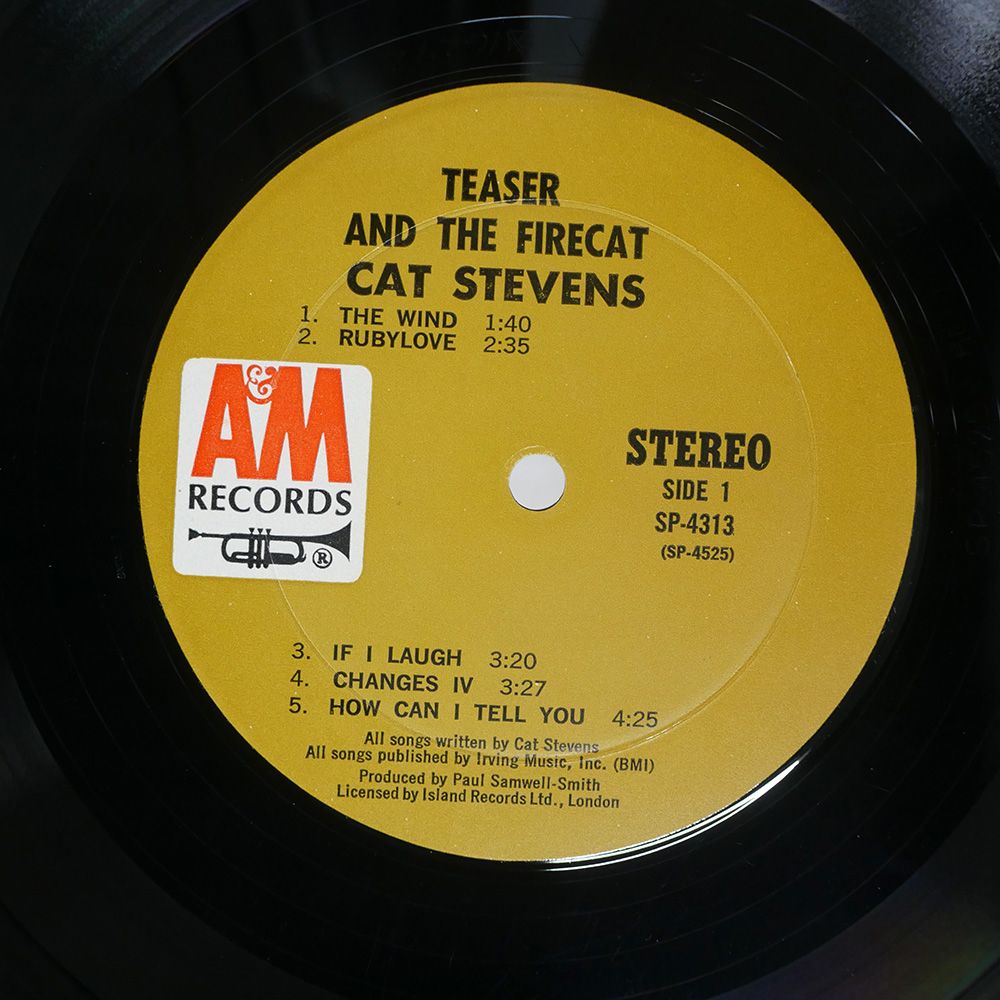 TEASER
AND THE FIRECAT
CAT STEVENS
1. THE WIND 1:40
2. RUBYLOVE 2:35
A&M
RECORDS
®
STEREO
SIDE 1
SP-4313
(SP-4525)
3. IF I LAUGH 3:20
4. CHANGES IV 3:27
5. HOW CAN I TELL YOU 4:25
All songs written by Cat Stevens
All songs published by Irving Music, Inc. (BMI)
Produced by Paul Samwell-Smith
Licensed by Island Records Ltd., London